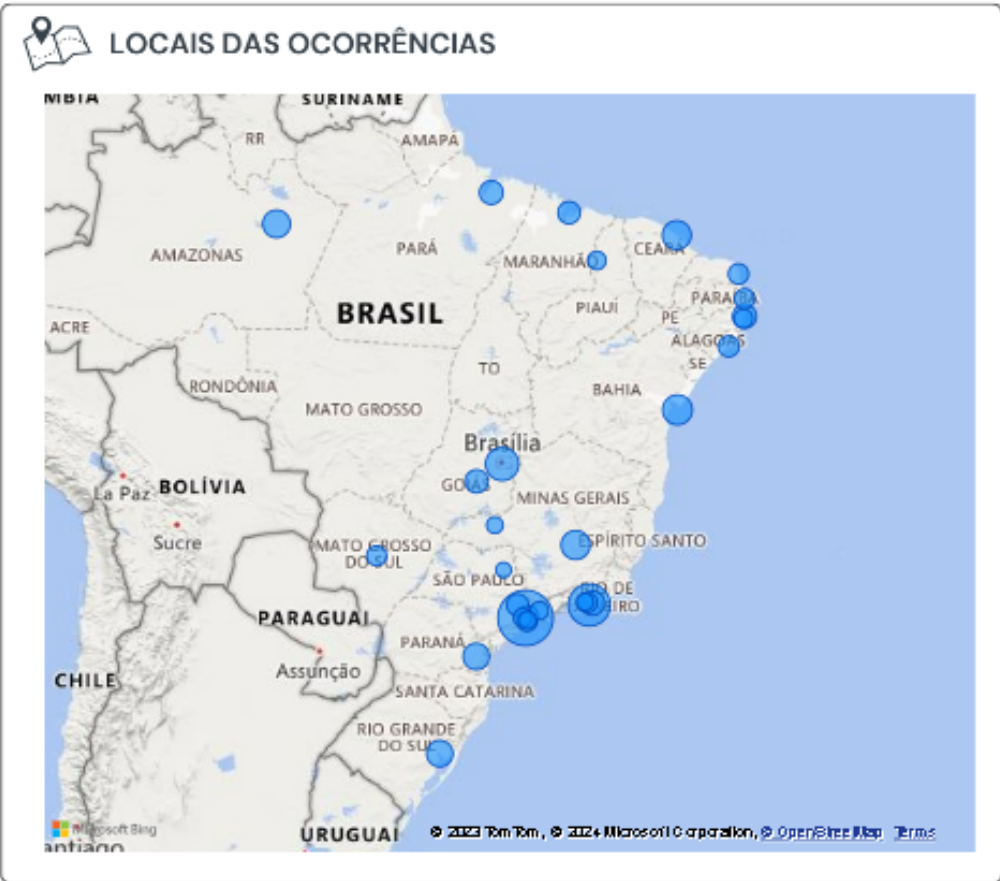 LOCAIS DAS OCORRÊNCIAS
MBIA
SURINAME
RR
AMAPÁ
AMAZONAS
PARÁ
MARANHÃO
CEARÁ
BRASIL
PIAUÍ
PARAÍBA
PE
ACRE
ALAGOAS
SE
TO
RONDÔNIA
BAHIA
MATO GROSSO
Brasília
GOIÁS
MINAS GERAIS
La Paz
BOLÍVIA
Sucre
MATO GROSSO
DO SUL
ESPÍRITO SANTO
SÃO PAULO
RIO DE
EIRO
PARAGUAI
PARANÁ
Assunção
CHILE
SANTA CATARINA
RIO GRANDE
DO SUL
URUGUAI
Microsoft Bing
antiago
© 2023 TomTom, © 2024 Microsoft Corporation, © OpenStreetMap Terms